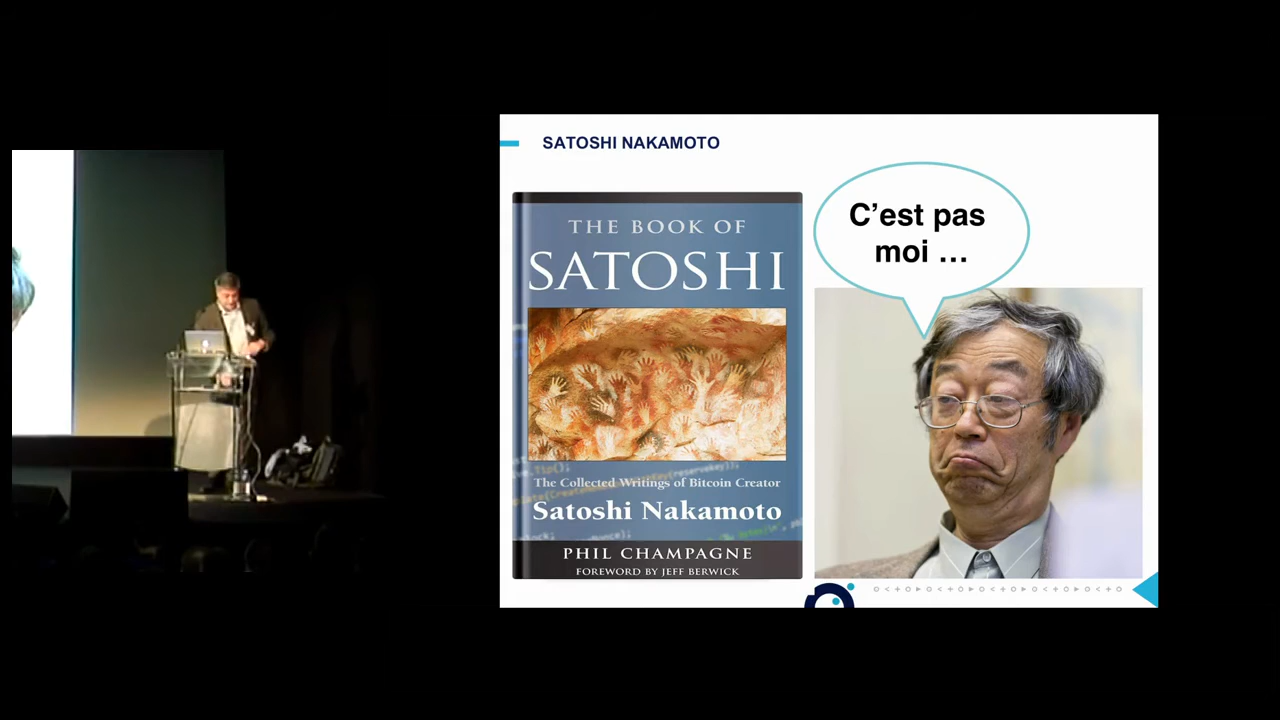 SATOSHI NAKAMOTO
C'est pas
moi ...
THE BOOK OF
SATOSHI
The Collected Writings of Bitcoin Creator
Satoshi Nakamoto
PHIL CHAMPAGNE
FOREWORD BY JEFF BERWICK